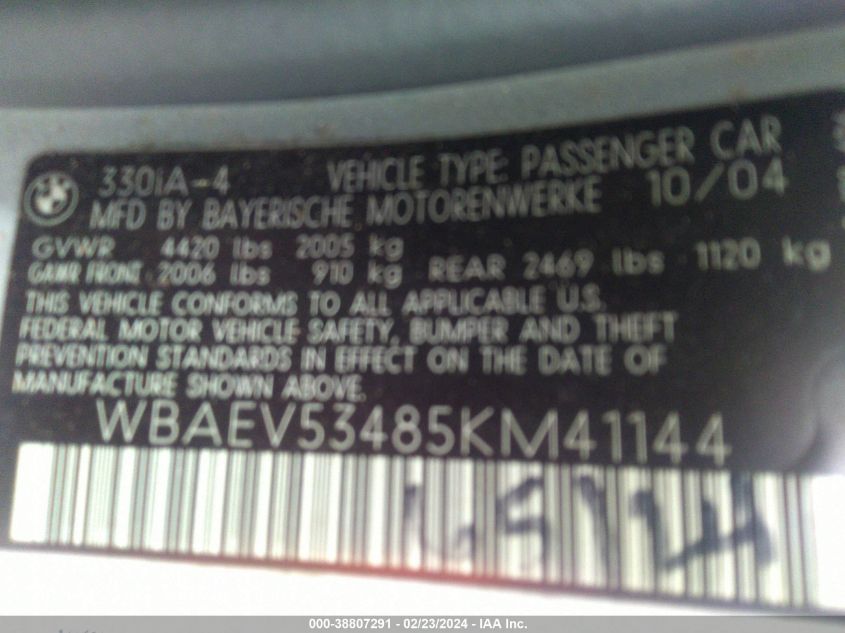 BMW
330iA-4 VEHICLE TYPE: PASSENGER CAR
MFD BY BAYERISCHE MOTORENWERKE 10/04
GVWR 4420 lbs 2005 kg
GAWR FRONT 2006 lbs 910 kg REAR 2469 lbs 1120 kg
THIS VEHICLE CONFORMS TO ALL APPLICABLE U.S.
FEDERAL MOTOR VEHICLE SAFETY, BUMPER AND THEFT
PREVENTION STANDARDS IN EFFECT ON THE DATE OF
MANUFACTURE SHOWN ABOVE.
WBAEV53485KM41144
000-38807291 - 02/23/2024 - IAA Inc.